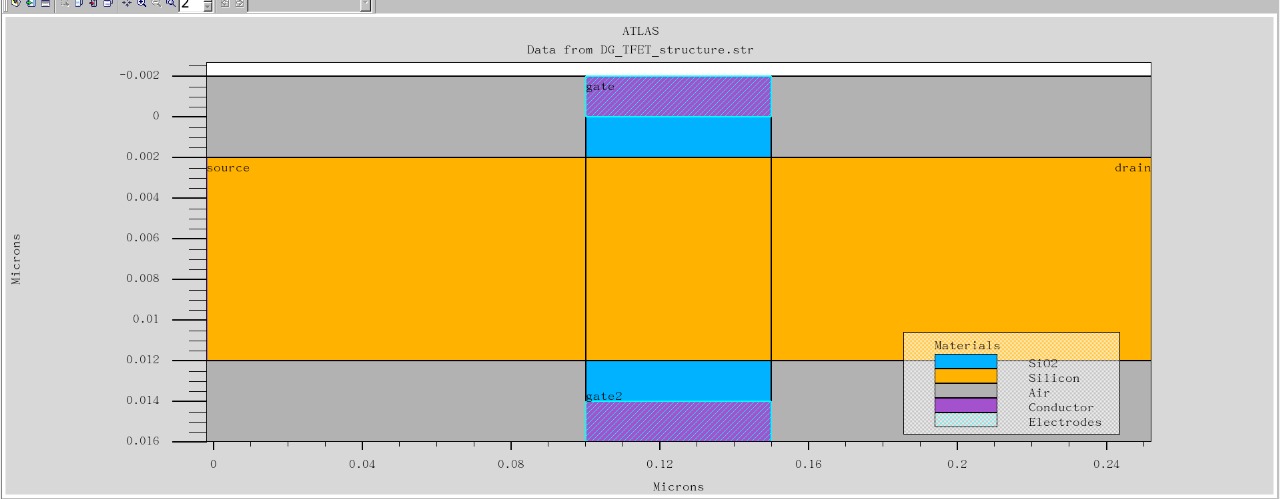 2
ATLAS
Data from DG_TFET_structure.str
-0.002
gate
0
0.002
source
drain
0.004
0.006
Microns
0.008
0.01
0.012
Materials
SiO2
Silicon
Air
Conductor
Electrodes
gate2
0.014
0.016
0 0.04 0.08 0.12 0.16 0.2 0.24
Microns